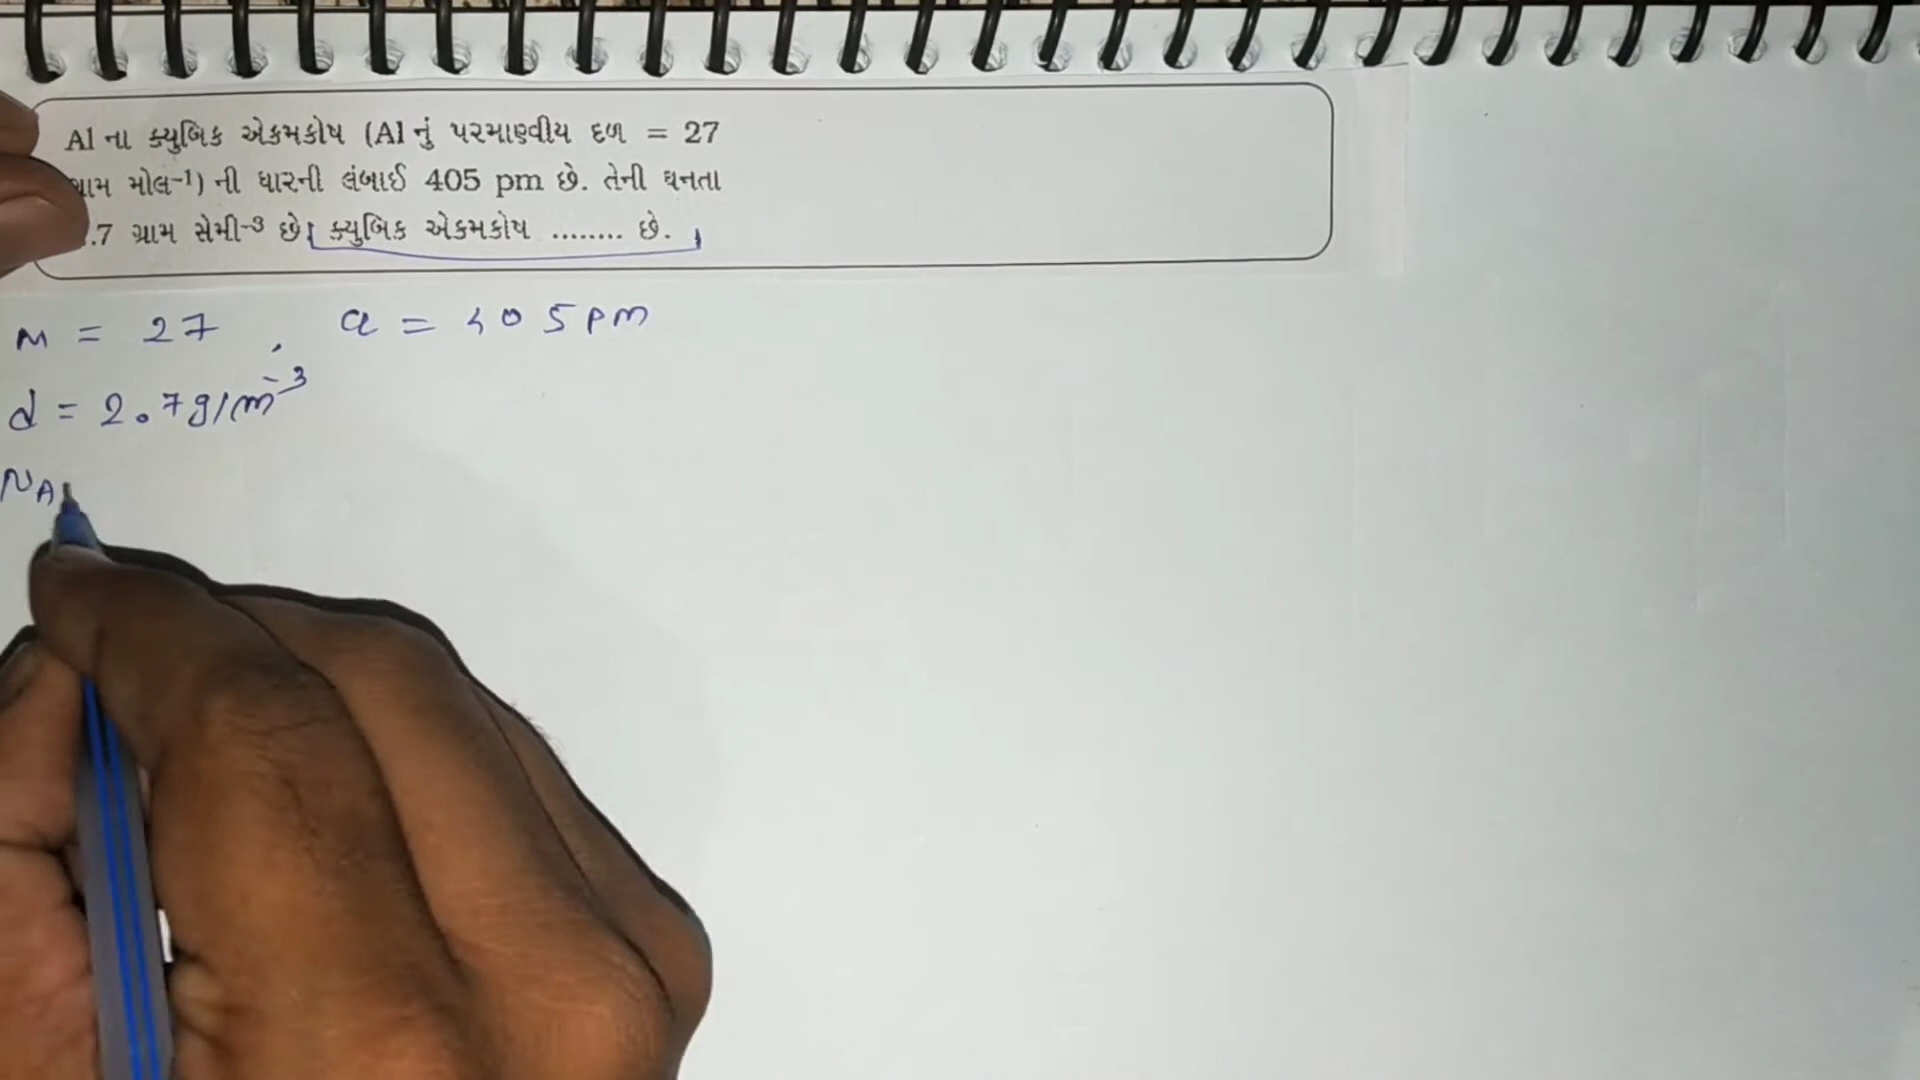 Al ના ક્યુબિક એકમકોષ (Al નું પરમાણ્વીય દળ = 27
ગ્રામ મોલ⁻¹) ની ધારની લંબાઈ 405 pm છે. તેની ઘનતા
.7 ગ્રામ સેમી⁻³ છે. ક્યુબિક એકમકોષ ........ છે.
M = 27 , a = 405 pm
d = 2.7 g/cm⁻³
NA